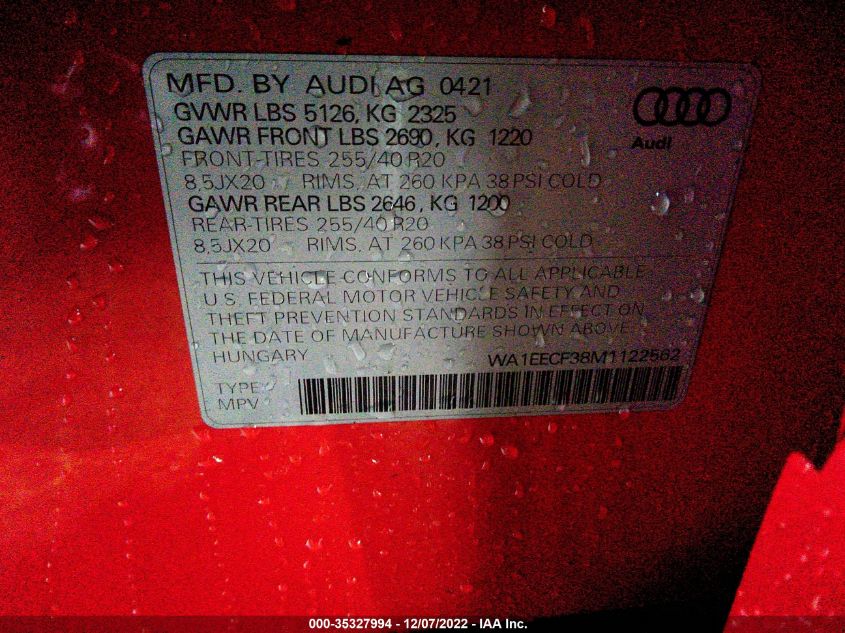 MFD. BY AUDI AG 0421
GVWR LBS 5126, KG 2325
GAWR FRONT LBS 2690, KG 1220
FRONT-TIRES 255/40 R20
8,5JX20 RIMS, AT 260 KPA 38 PSI COLD
GAWR REAR LBS 2646, KG 1200
REAR-TIRES 255/40 R20
8,5JX20 RIMS, AT 260 KPA 38 PSI COLD
Audi
THIS VEHICLE CONFORMS TO ALL APPLICABLE
U.S. FEDERAL MOTOR VEHICLE SAFETY AND
THEFT PREVENTION STANDARDS IN EFFECT ON
THE DATE OF MANUFACTURE SHOWN ABOVE.
HUNGARY WA1EECF38M1122562
TYPE:
MPV
000-35327994 - 12/07/2022 - IAA Inc.